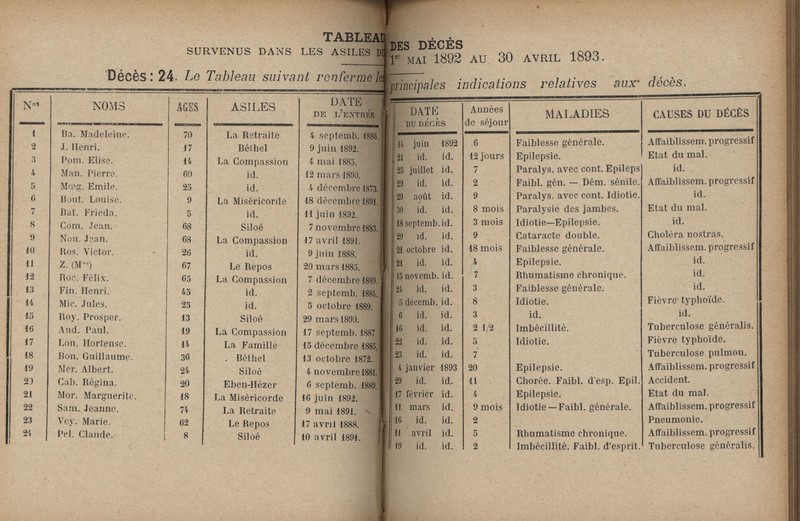 TABLEAU DES DÉCÈS
SURVENUS DANS LES ASILES DU 1er MAI 1892 AU 30 AVRIL 1893.
Décès: 24. Le Tableau suivant renferme les principales indications relatives aux décès.
Nos NOMS AGES ASILES DATE DE L'ENTRÉE DATE DU DÉCÈS Années de séjour MALADIES CAUSES DU DÉCÈS
1 Ba. Madeleine. 70 La Retraite 4 septemb. 1886. 14 juin 1892 6 Faiblesse générale. Affaiblissem. progressif
2 J. Henri. 17 Béthel 9 juin 1892. 21 id. id. 12 jours Epilepsie. Etat du mal.
3 Pom. Elise. 14 La Compassion 4 mai 1885. 25 juillet id. 7 Paralys. avec cont. Epileps. id.
4 Man. Pierre. 60 id. 12 mars 1890. 29 id. id. 2 Faibl. gén. — Dém. sénile. Affaiblissem. progressif
5 Mœg. Emile. 25 id. 4 décembre 1873. 29 août id. 9 Paralys. avec cont. Idiotie. id.
6 Bout. Louise. 9 La Miséricorde 18 décembre 1891. 30 id. id. 8 mois Paralysie des jambes. Etat du mal.
7 Bat. Frieda. 5 id. 11 juin 1892. 18 septemb. id. 3 mois Idiotie—Epilepsie. id.
8 Com. Jean. 68 Siloé 7 novembre 1883. 29 id. id. 9 Cataracte double. Choléra nostras.
9 Nou. Jean. 68 La Compassion 17 avril 1891. 21 octobre id. 18 mois Faiblesse générale. Affaiblissem. progressif
10 Ros. Victor. 26 id. 9 juin 1888. 21 id. id. 4 Epilepsie. id.
11 Z. (Mme) 67 Le Repos 29 mars 1885. 15 novemb. id. 7 Rhumatisme chronique. id.
12 Roc. Félix. 65 La Compassion 7 décembre 1889. 24 id. id. 3 Faiblesse générale. id.
13 Fin. Henri. 45 id. 2 septemb. 1884. 5 décemb. id. 8 Idiotie. Fièvre typhoïde.
14 Mic. Jules. 25 id. 5 octobre 1889. 6 id. id. 3 id. id.
15 Roy. Prosper. 13 Siloé 29 mars 1890. 16 id. id. 2 1/2 Imbécillité. Tuberculose généralis.
16 And. Paul. 19 La Compassion 17 septemb. 1887 22 id. id. 5 Idiotie. Fièvre typhoïde.
17 Lon. Hortense. 14 La Famille 15 décembre 1885. 23 id. id. 7 Tuberculose pulmon.
18 Bon. Guillaume. 36 Béthel 13 octobre 1872. 4 janvier 1893 20 Epilepsie. Affaiblissem. progressif
19 Mer. Albert. 24 Siloé 4 novembre 1881. 29 id. id. 11 Chorée. Faibl. d'esp. Epil. Accident.
20 Cab. Régina. 20 Eben-Hézer 6 septemb. 1889. 17 février id. 4 Epilepsie. Etat du mal.
21 Mor. Marguerite. 18 La Miséricorde 16 juin 1892. 11 mars id. 9 mois Idiotie—Faibl. générale. Affaiblissem. progressif
22 Sam. Jeanne. 74 La Retraite 9 mai 1891. 16 id. id. 2 Pneumonie.
23 Vey. Marie. 62 Le Repos 17 avril 1888. 11 avril id. 5 Rhumatisme chronique. Affaiblissem. progressif
24 Pel. Claude. 8 Siloé 10 avril 1891. 19 id. id. 2 Imbécillité. Faibl. d'esprit. Tuberculose généralis.